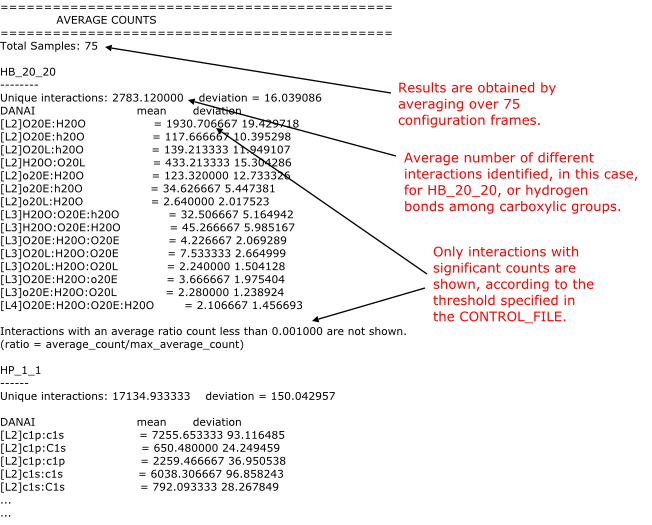 ================================================
AVERAGE COUNTS
================================================
Total Samples: 75
HB_20_20
--------
Unique interactions: 2783.120000 deviation = 16.039086
DANAI mean deviation
[L2]O20E:H20O = 1930.706667 19.429718
[L2]O20E:h20O = 117.666667 10.395298
[L2]O20L:h20O = 139.213333 11.949107
[L2]H20O:O20L = 433.213333 15.304286
[L2]o20E:H20O = 123.320000 12.733326
[L2]o20E:h20O = 34.626667 5.447381
[L2]o20L:H20O = 2.640000 2.017523
[L3]H20O:O20E:h20O = 32.506667 5.164942
[L3]H20O:O20E:H20O = 45.266667 5.985167
[L3]O20E:H20O:O20E = 4.226667 2.069289
[L3]O20L:H20O:O20E = 7.533333 2.664999
[L3]O20L:H20O:O20L = 2.240000 1.504128
[L3]O20E:H20O:o20E = 3.666667 1.975404
[L3]o20E:H20O:O20L = 2.280000 1.238924
[L4]O20E:H20O:O20E:H20O = 2.106667 1.456693
Interactions with an average ratio count less than 0.001000 are not shown.
(ratio = average_count/max_average_count)
HP_1_1
------
Unique interactions: 17134.933333 deviation = 150.042957
DANAI mean deviation
[L2]c1p:c1s = 7255.653333 93.116485
[L2]c1p:C1s = 650.480000 24.249459
[L2]c1p:c1p = 2259.466667 36.950538
[L2]c1s:c1s = 6038.306667 96.858243
[L2]c1s:C1s = 792.093333 28.267849
...
...
Results are obtained by
averaging over 75
configuration frames.
Average number of different
interactions identified, in this case,
for HB_20_20, or hydrogen
bonds among carboxylic groups.
Only interactions with
significant counts are
shown, according to the
threshold specified in
the CONTROL_FILE.